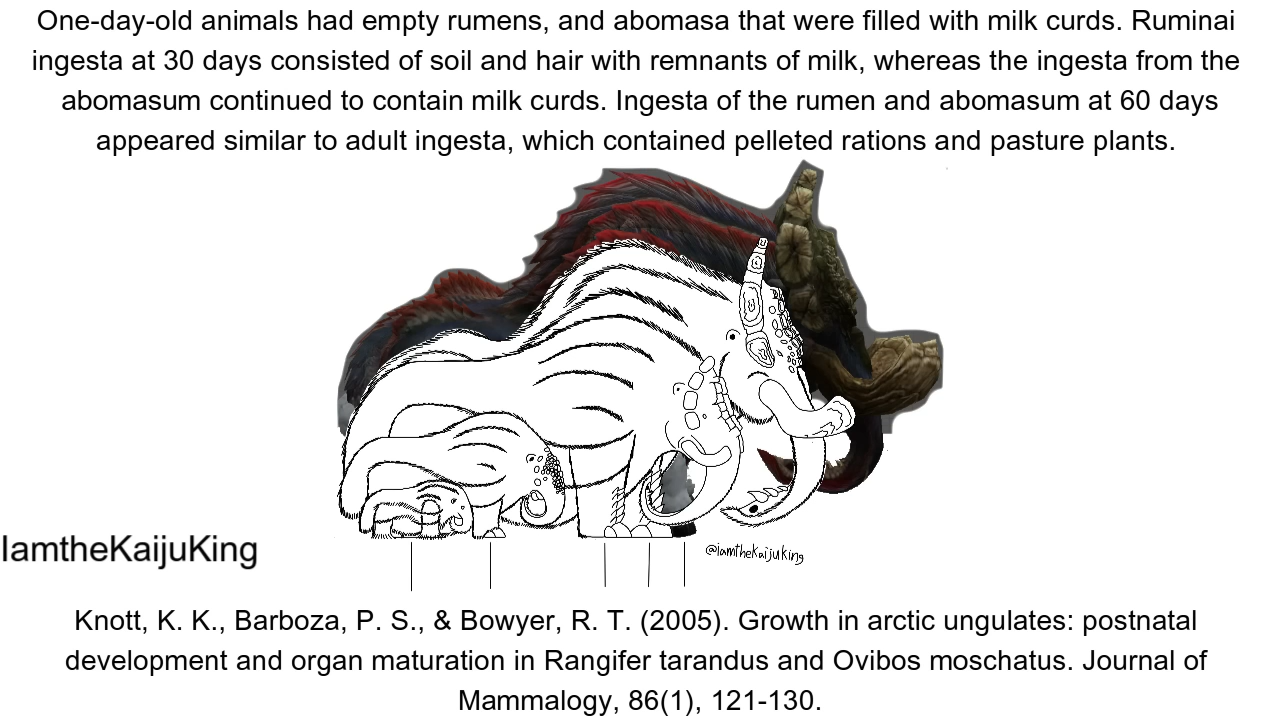 One-day-old animals had empty rumens, and abomasa that were filled with milk curds. Ruminai
ingesta at 30 days consisted of soil and hair with remnants of milk, whereas the ingesta from the
abomasum continued to contain milk curds. Ingesta of the rumen and abomasum at 60 days
appeared similar to adult ingesta, which contained pelleted rations and pasture plants.
IamtheKaijuKing
@iamthekaijuking
Knott, K. K., Barboza, P. S., & Bowyer, R. T. (2005). Growth in arctic ungulates: postnatal
development and organ maturation in Rangifer tarandus and Ovibos moschatus. Journal of
Mammalogy, 86(1), 121-130.